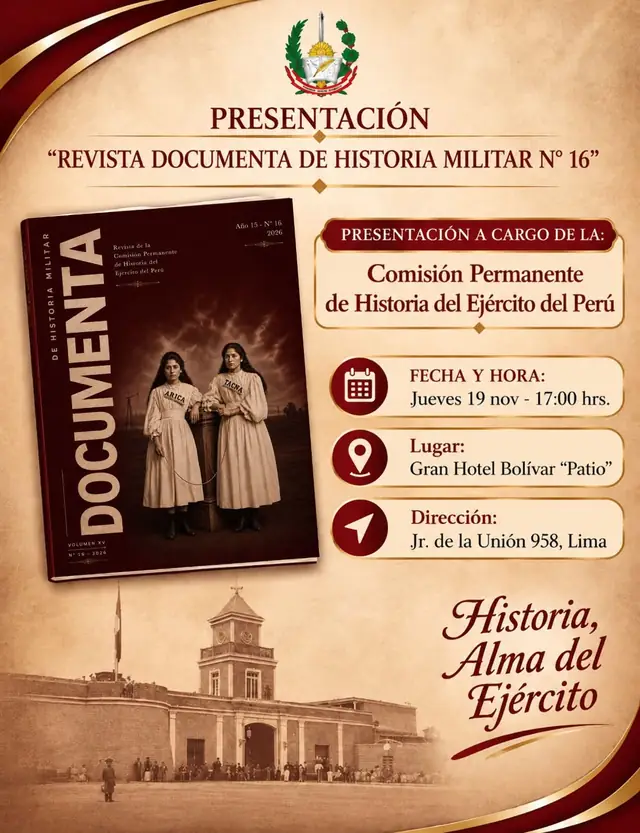 PRESENTACIÓN
“REVISTA DOCUMENTA DE HISTORIA MILITAR N° 16”
DE HISTORIA MILITAR
DOCUMENTA
Revista de la
Comisión Permanente
de Historia del
Ejército del Perú
Año 15 - N° 16
2026
ARICA
TACNA
VOLUMEN XV
N° 16 - 2026
PRESENTACIÓN A CARGO DE LA:
Comisión Permanente
de Historia del Ejército del Perú
FECHA Y HORA:
Jueves 19 nov - 17:00 hrs.
Lugar:
Gran Hotel Bolívar “Patio”
Dirección:
Jr. de la Unión 958, Lima
Historia,
Alma del
Ejército